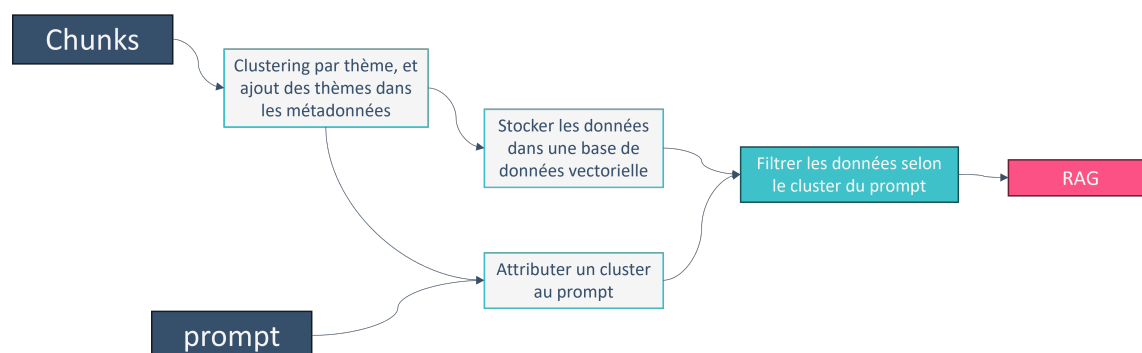 Chunks
Clustering par thème, et
ajout des thèmes dans
les métadonnées
Stocker les données
dans une base de
données vectorielle
Filtrer les données selon
le cluster du prompt
RAG
Attribuer un cluster
au prompt
prompt